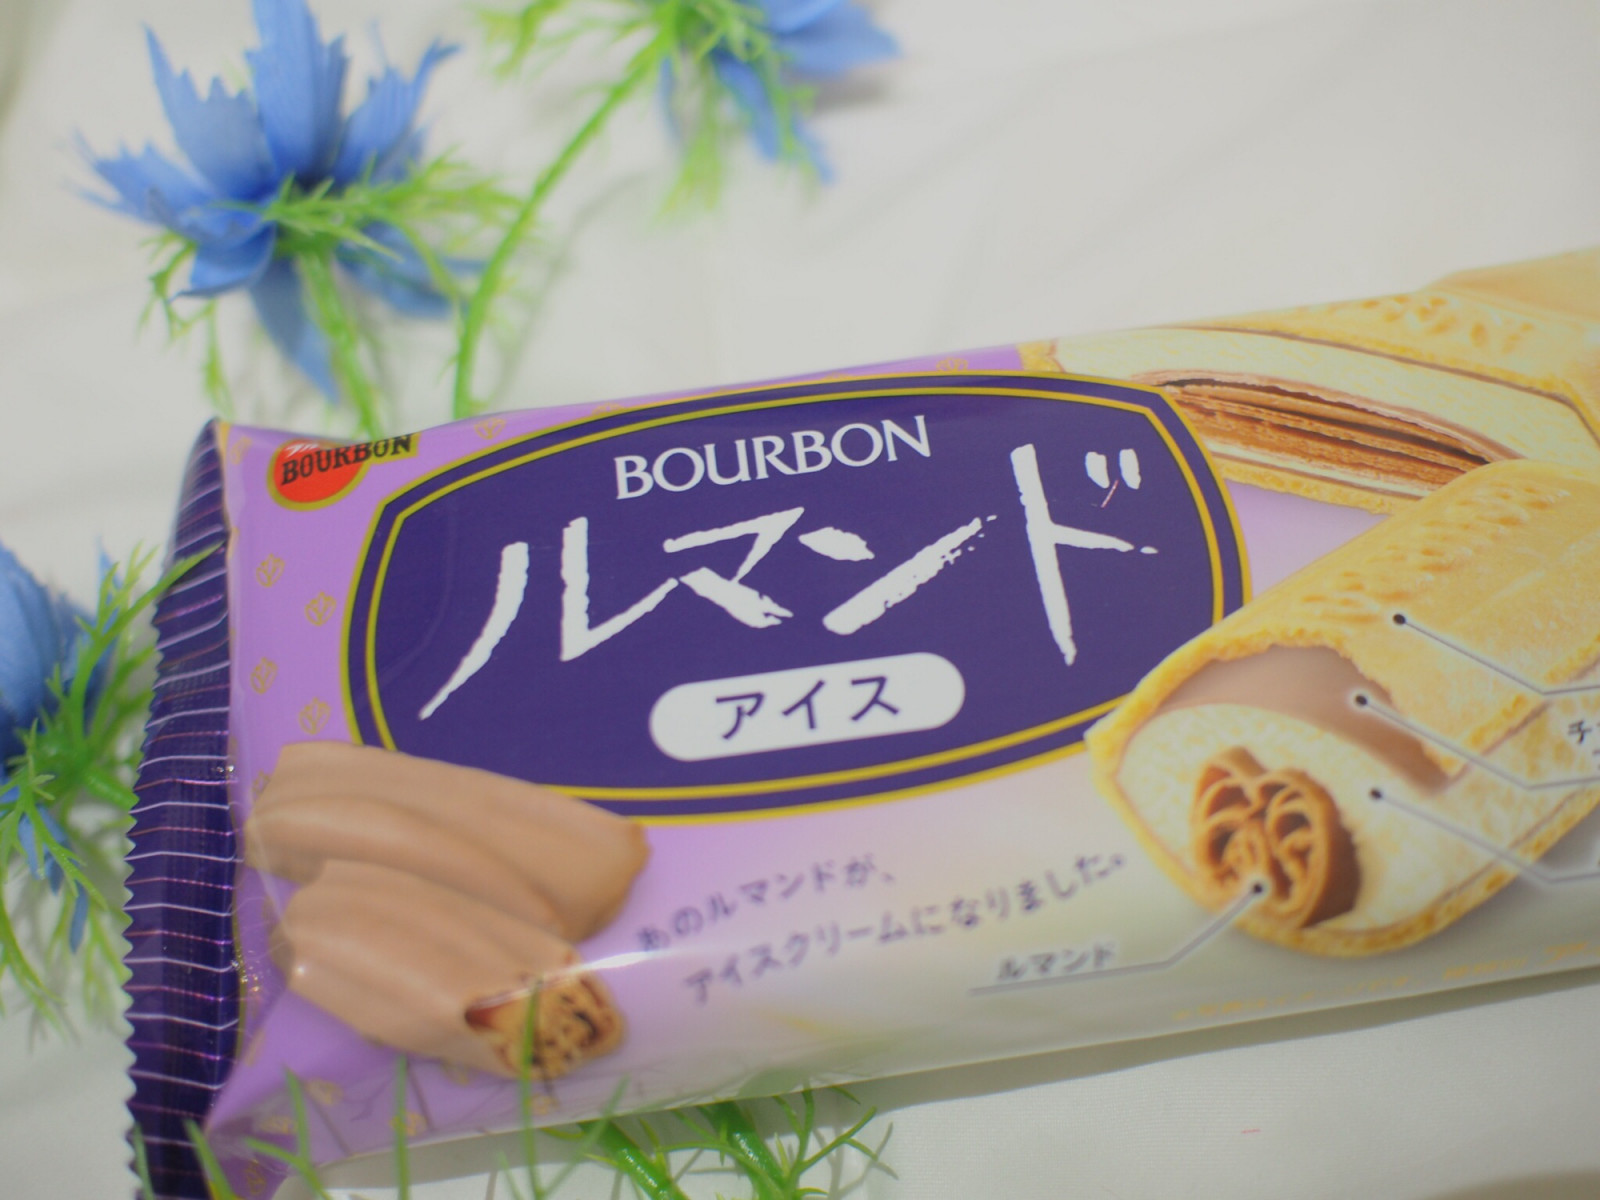 BOURBON
BOURBON
ルマンド
アイス
あのルマンドが、
アイスクリームになりました。
ルマンド
チ